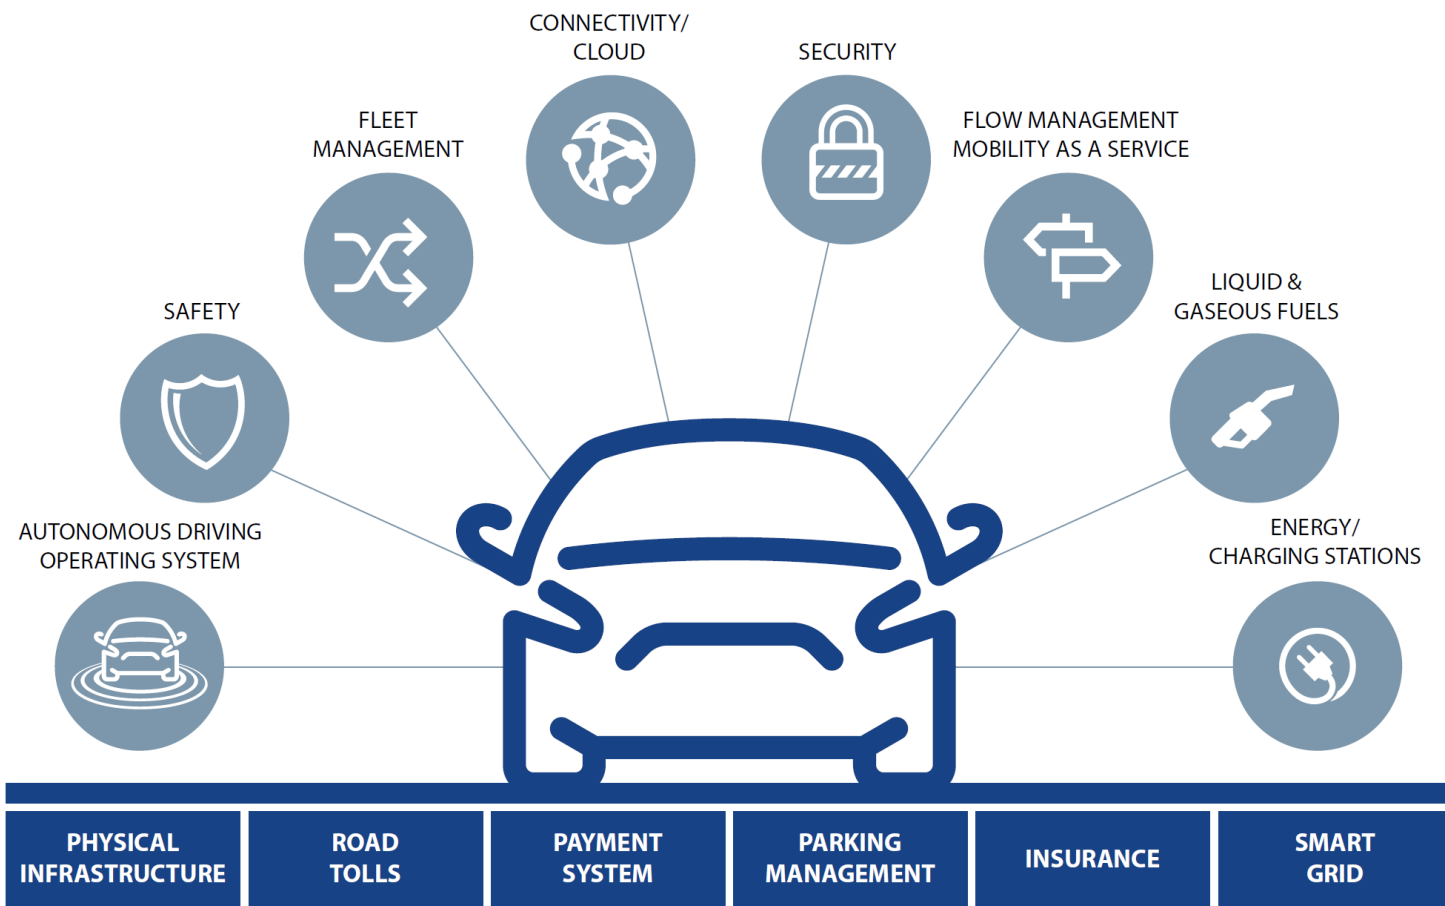 CONNECTIVITY/
CLOUD
SECURITY
FLEET
MANAGEMENT
FLOW MANAGEMENT
MOBILITY AS A SERVICE
SAFETY
LIQUID &
GASEOUS FUELS
AUTONOMOUS DRIVING
OPERATING SYSTEM
ENERGY/
CHARGING STATIONS
PHYSICAL
INFRASTRUCTURE
ROAD
TOLLS
PAYMENT
SYSTEM
PARKING
MANAGEMENT
INSURANCE
SMART
GRID